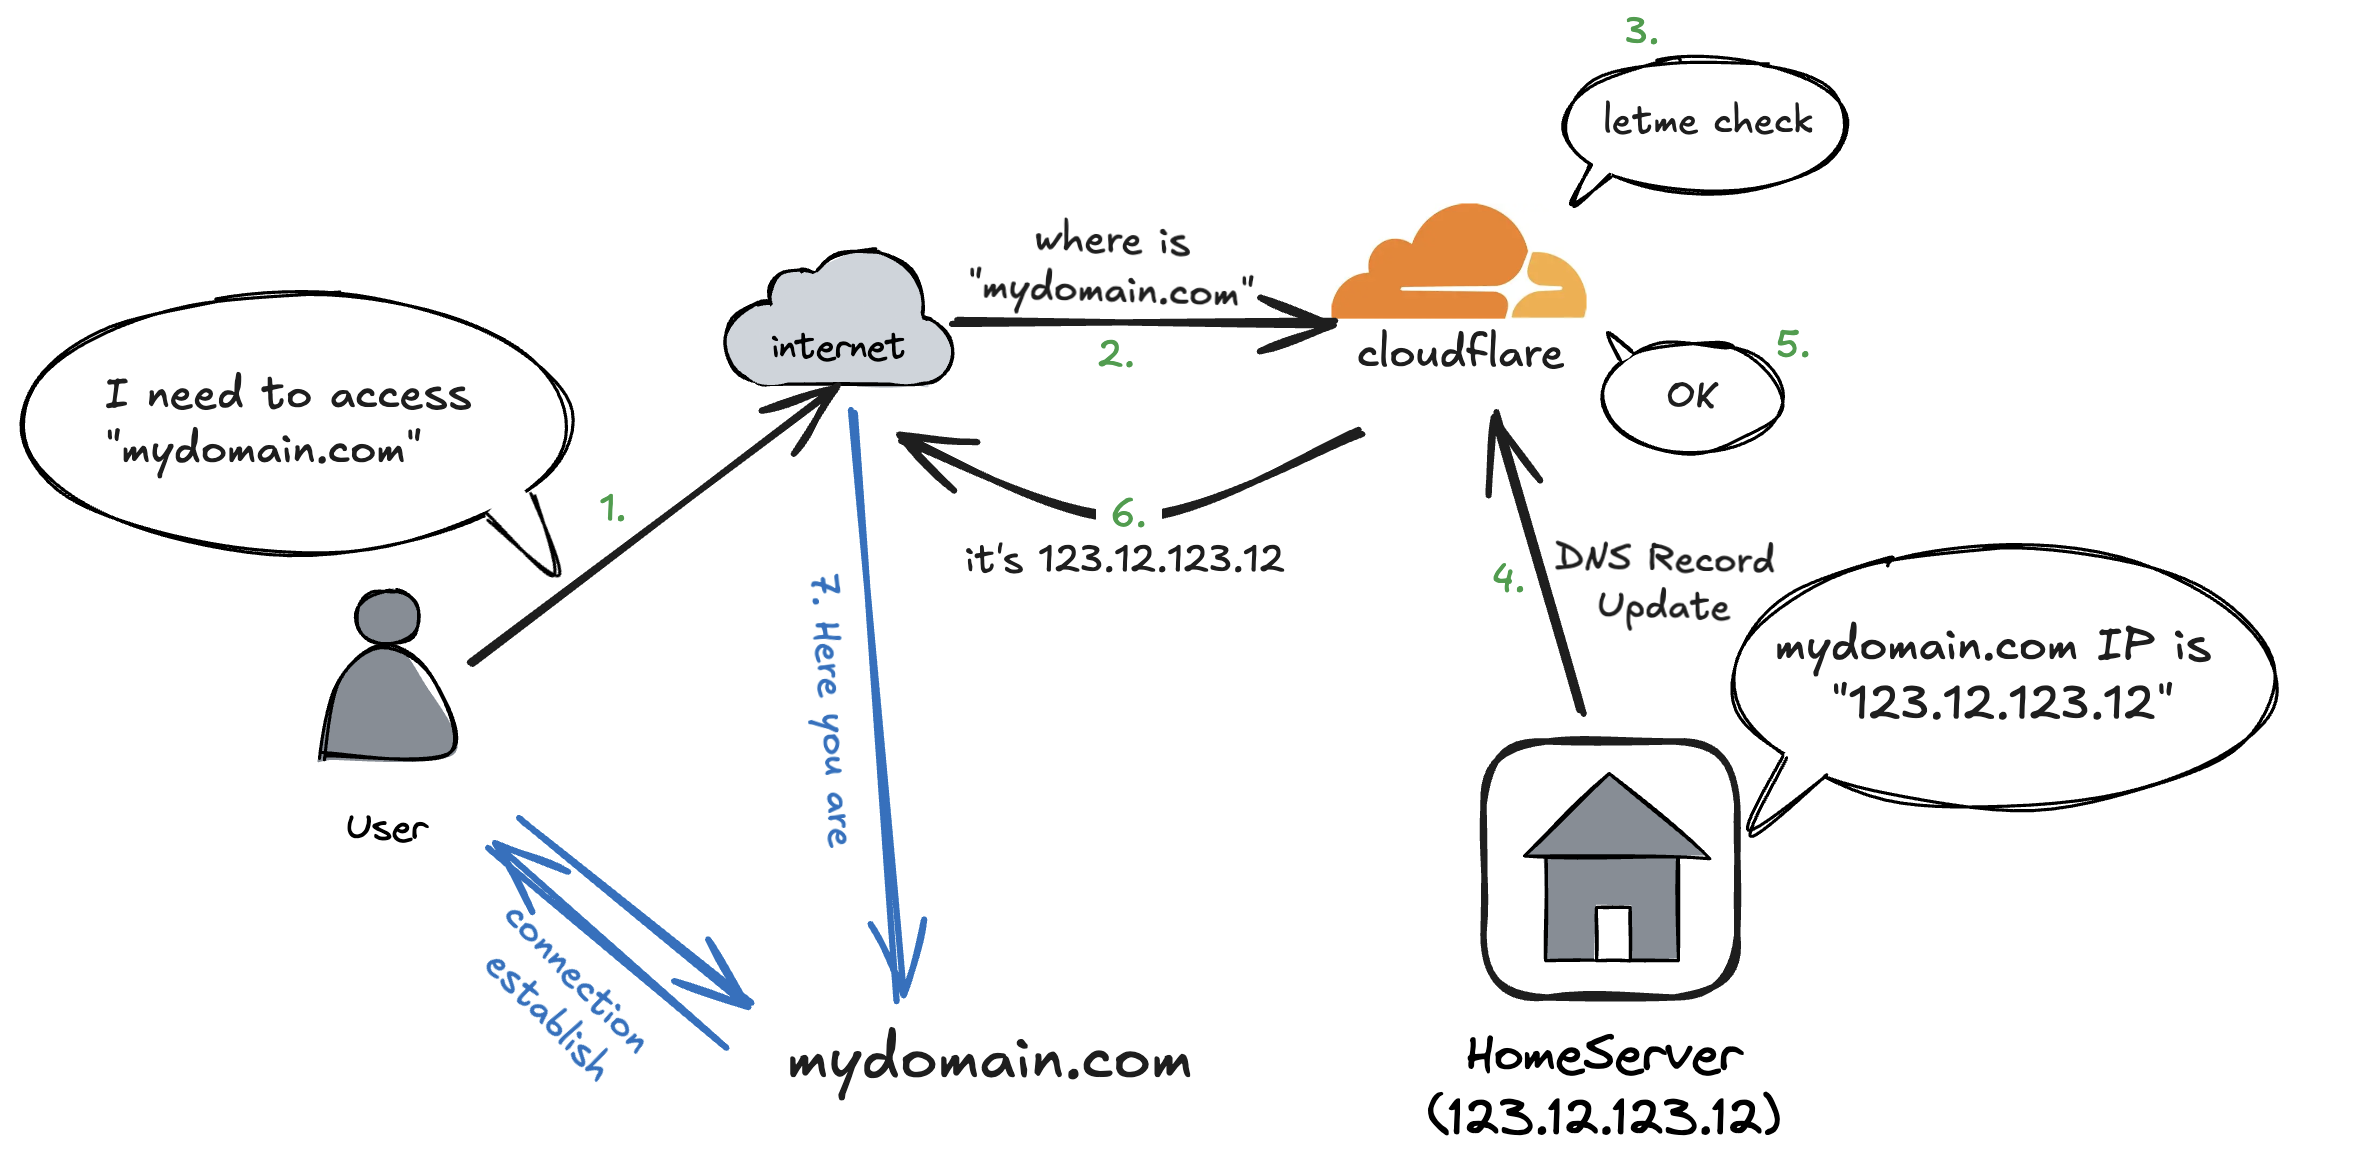 3.
letme check
where is
"mydomain.com"
2.
internet
cloudflare
5.
OK
I need to access
"mydomain.com"
1.
6.
it's 123.12.123.12
4.
DNS Record
Update
mydomain.com IP is
"123.12.123.12"
7. Here you are
User
connection
establish
mydomain.com
HomeServer
(123.12.123.12)